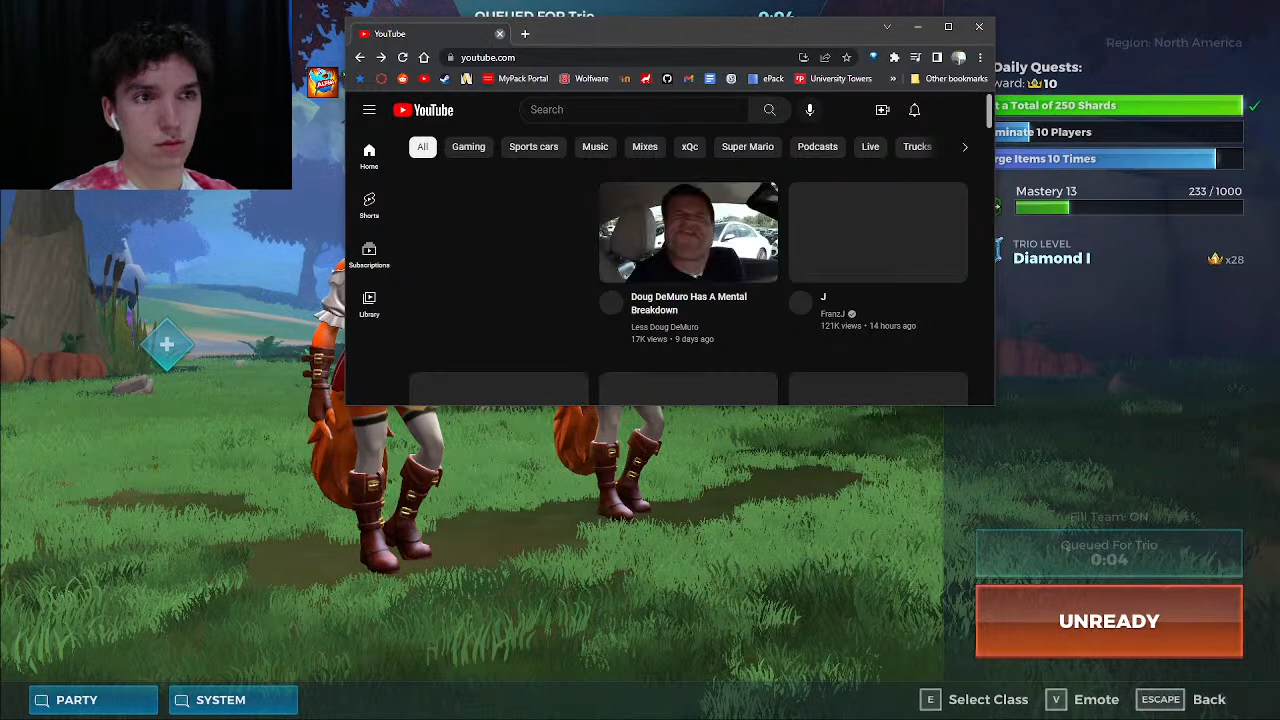 QUEUED FOR Trio
0:04
YouTube
youtube.com
MyPack Portal
Wolfware
ePack
University Towers
»
Other bookmarks
YouTube
Search
All
Gaming
Sports cars
Music
Mixes
xQc
Super Mario
Podcasts
Live
Trucks
Home
Shorts
Subscriptions
Library
Doug DeMuro Has A Mental
Breakdown
Less Doug DeMuro
17K views • 9 days ago
J
FranzJ
121K views • 14 hours ago
Region: North America
Daily Quests:
ward: 10
t a Total of 250 Shards
minate 10 Players
rge Items 10 Times
Mastery 13
233 / 1000
TRIO LEVEL
Diamond I
x28
Fill Team: ON
Queued For Trio
0:04
UNREADY
PARTY
SYSTEM
E Select Class
V Emote
ESCAPE Back